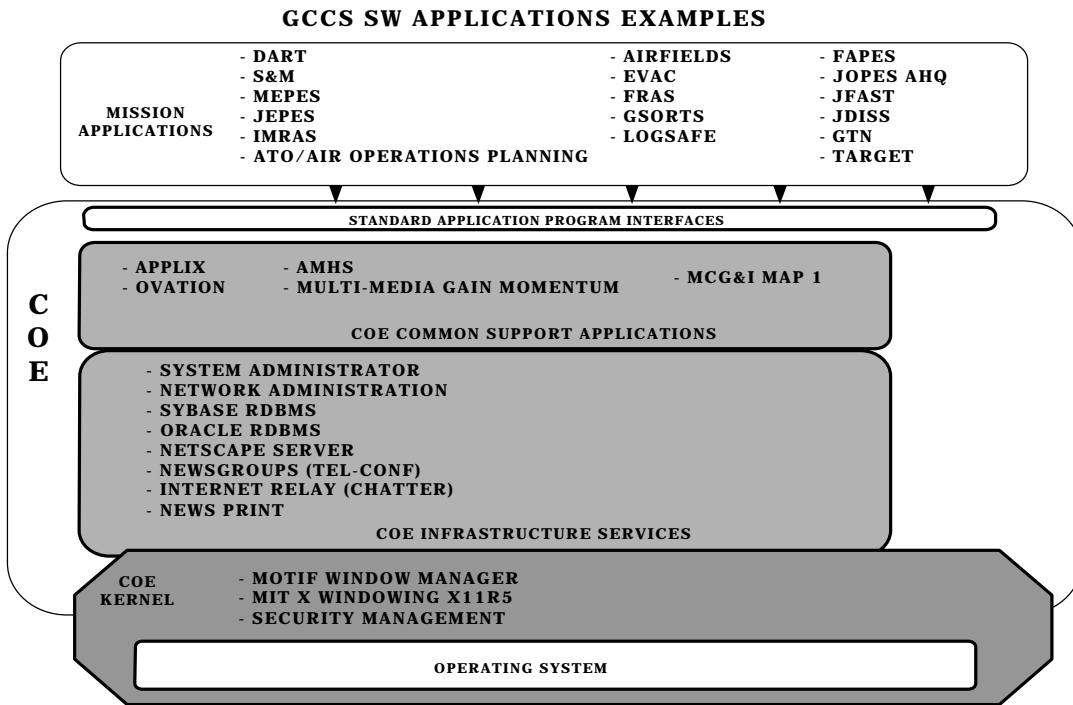 GCCS SW APPLICATIONS EXAMPLES
MISSION
APPLICATIONS
- DART
- S&M
- MEPES
- JEPES
- IMRAS
- ATO/AIR OPERATIONS PLANNING
- AIRFIELDS
- EVAC
- FRAS
- GSORTS
- LOGSAFE
- FAPES
- JOPES AHQ
- JFAST
- JDISS
- GTN
- TARGET
STANDARD APPLICATION PROGRAM INTERFACES
C
O
E
- APPLIX
- OVATION
- AMHS
- MULTI-MEDIA GAIN MOMENTUM
- MCG&I MAP 1
COE COMMON SUPPORT APPLICATIONS
- SYSTEM ADMINISTRATOR
- NETWORK ADMINISTRATION
- SYBASE RDBMS
- ORACLE RDBMS
- NETSCAPE SERVER
- NEWSGROUPS (TEL-CONF)
- INTERNET RELAY (CHATTER)
- NEWS PRINT
COE INFRASTRUCTURE SERVICES
COE
KERNEL
- MOTIF WINDOW MANAGER
- MIT X WINDOWING X11R5
- SECURITY MANAGEMENT
OPERATING SYSTEM